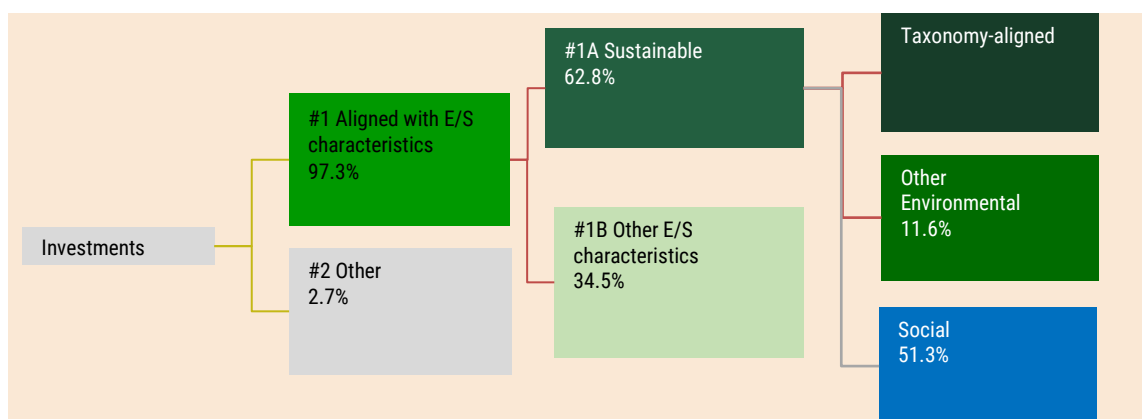 Investments
#1 Aligned with E/S
characteristics
97.3%
#2 Other
2.7%
#1A Sustainable
62.8%
#1B Other E/S
characteristics
34.5%
Taxonomy-aligned
Other
Environmental
11.6%
Social
51.3%